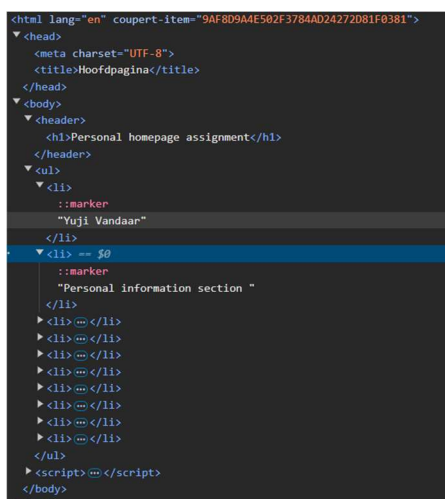 <html lang="en" coupert-item="9AF8D9A4E502F3784AD24272D81F0381">
▼<head>
<meta charset="UTF-8">
<title>Hoofdpagina</title>
</head>
▼<body>
▼<header>
<h1>Personal homepage assignment</h1>
</header>
▼<ul>
▼<li>
::marker
"Yuji Vandaar"
</li>
▼<li> == $0
::marker
"Personal information section "
</li>
▶<li>…</li>
▶<li>…</li>
▶<li>…</li>
▶<li>…</li>
▶<li>…</li>
▶<li>…</li>
▶<li>…</li>
▶<li>…</li>
</ul>
▶<script>…</script>
</body>